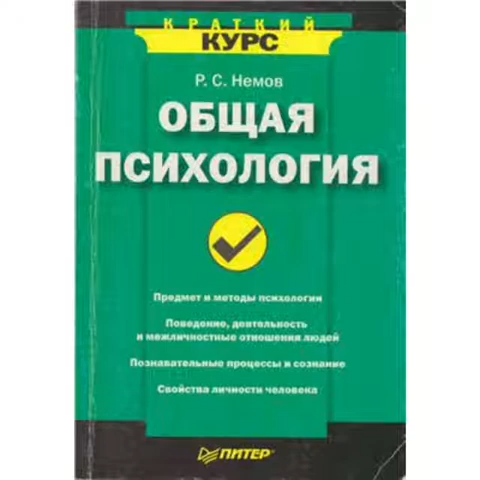 КРАТКИЙ
КУРС
Р. С. Немов
ОБЩАЯ
ПСИХОЛОГИЯ
Предмет и методы психологии
Поведение, деятельность
и межличностные отношения людей
Познавательные процессы и сознание
Свойства личности человека
ПИТЕР